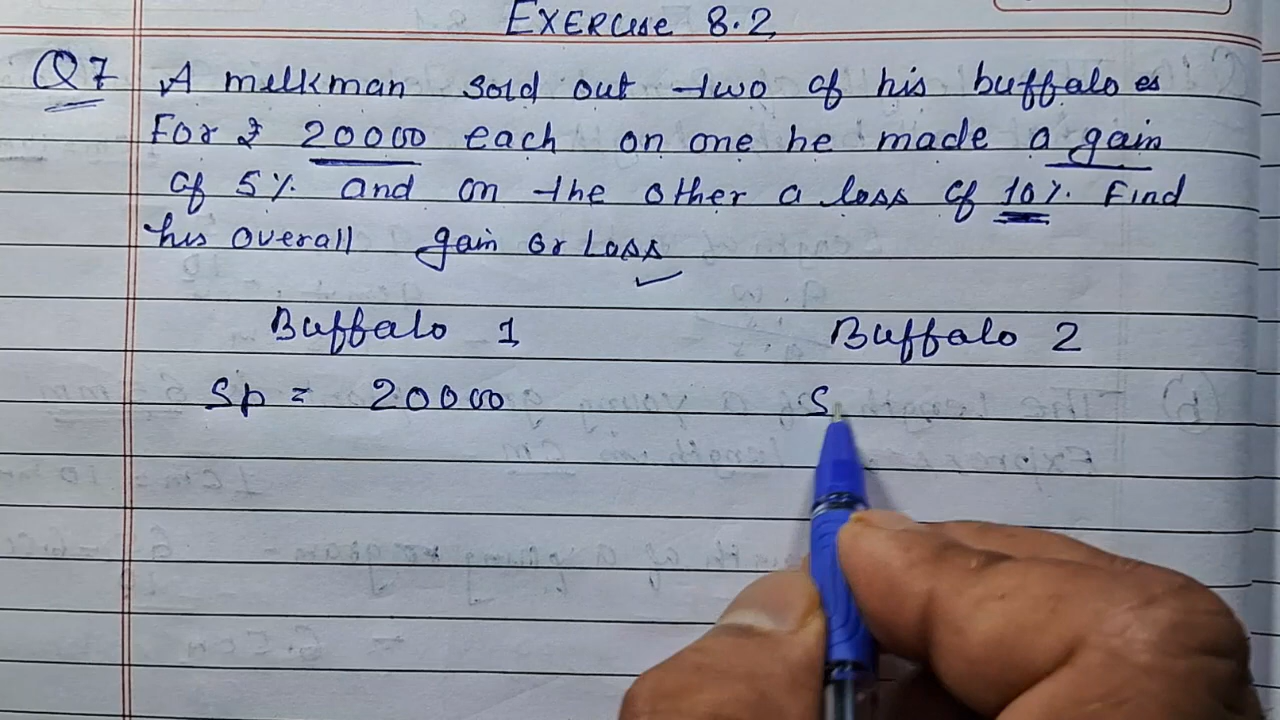 EXERCISE 8.2
Q7 A milkman sold out two of his buffaloes
For ₹ 20000 each on one he made a gain
of 5% and on the other a loss of 10%. Find
his overall gain or Loss
Buffalo 1 Buffalo 2
Sp = 20000 S